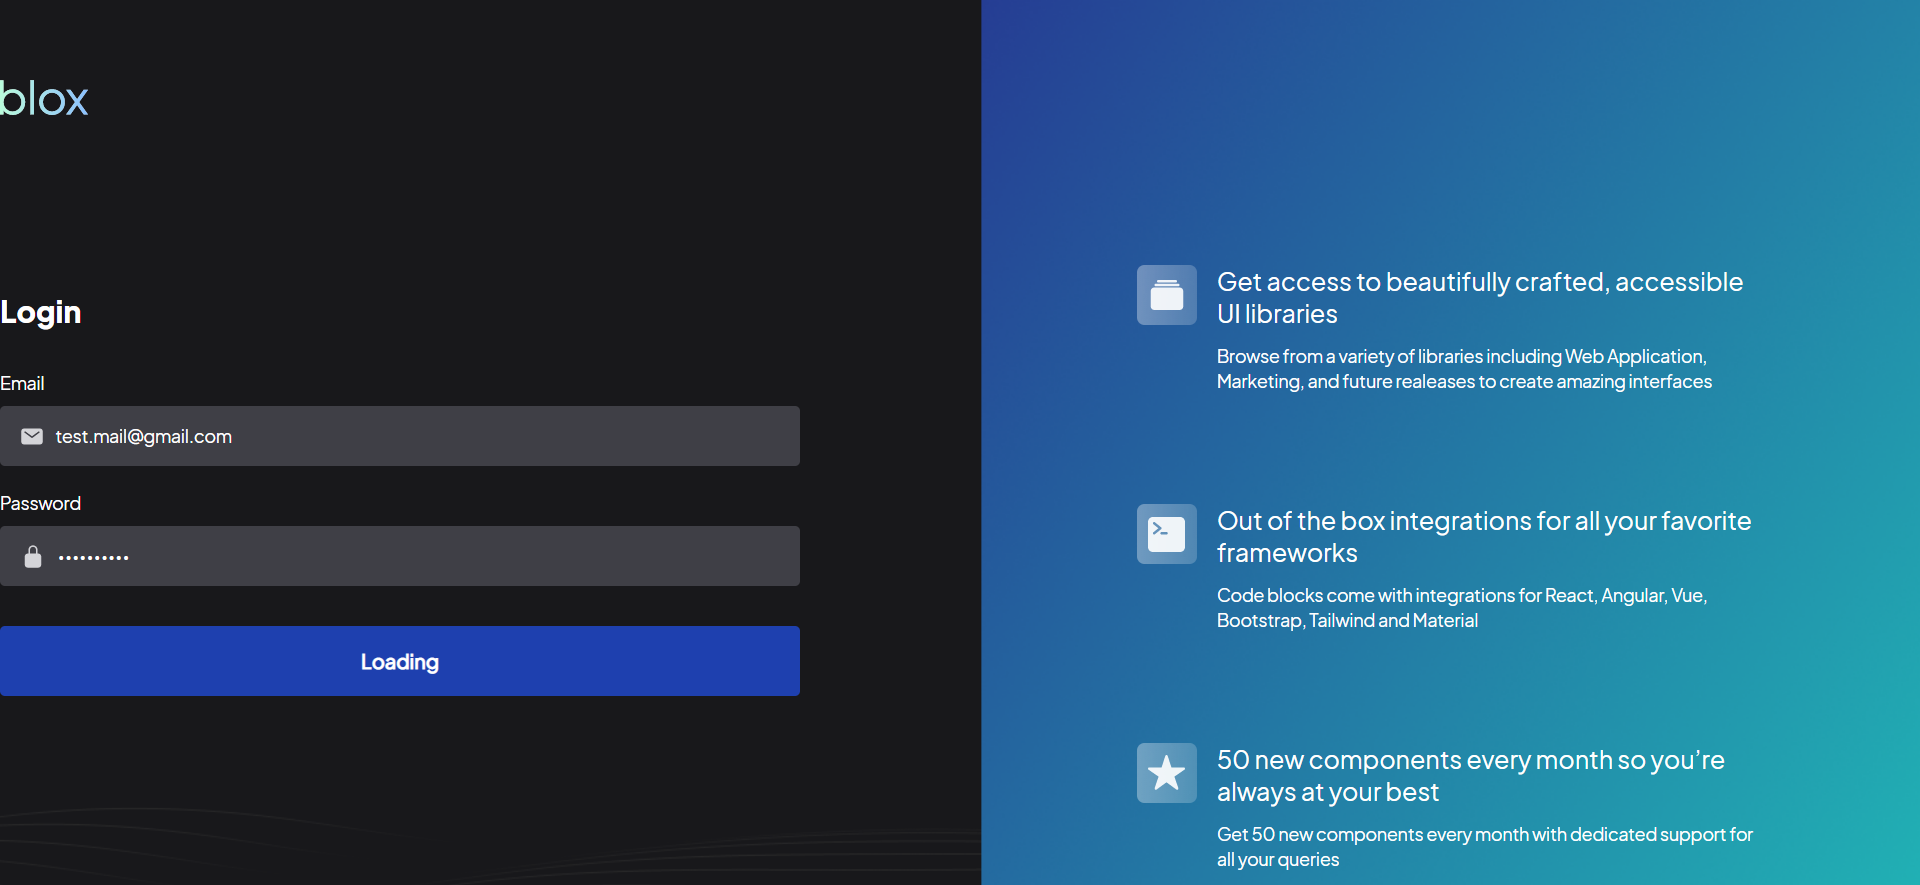 blox
Login
Email
test.mail@gmail.com
Password
••••••••••
Loading
Get access to beautifully crafted, accessible
UI libraries
Browse from a variety of libraries including Web Application,
Marketing, and future realeases to create amazing interfaces
Out of the box integrations for all your favorite
frameworks
Code blocks come with integrations for React, Angular, Vue,
Bootstrap, Tailwind and Material
50 new components every month so you’re
always at your best
Get 50 new components every month with dedicated support for
all your queries